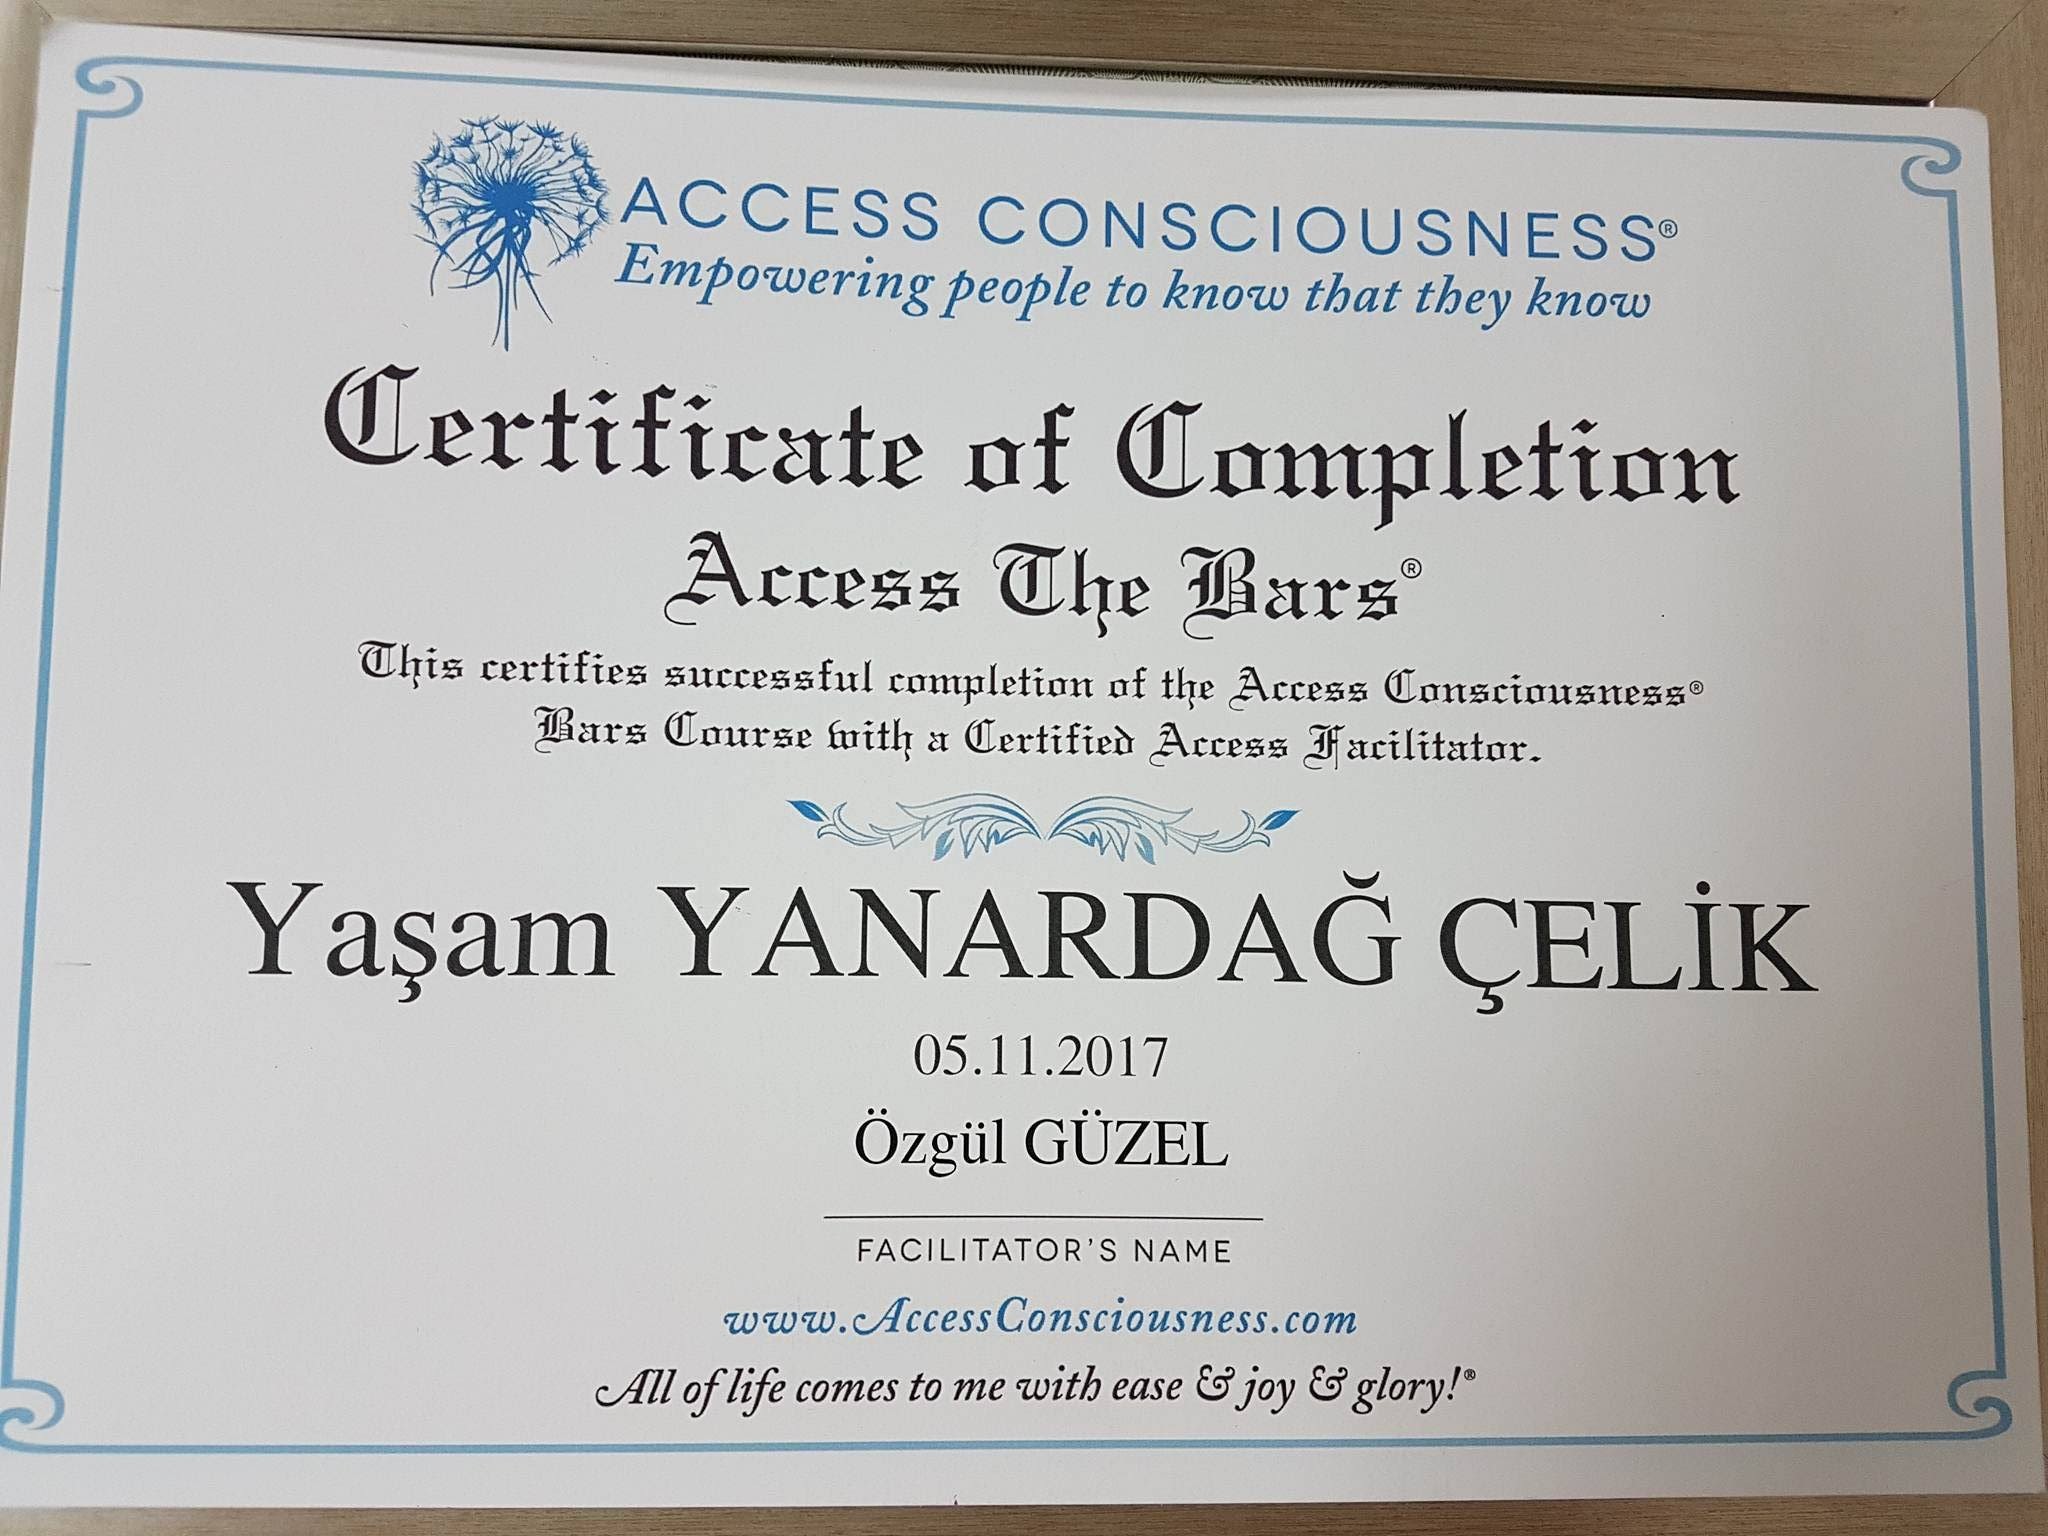 ACCESS CONSCIOUSNESS®
Empowering people to know that they know
Certificate of Completion
Access The Bars®
This certifies successful completion of the Access Consciousness®
Bars Course with a Certified Access Facilitator.
Yaşam YANARDAĞ ÇELİK
05.11.2017
Özgül GÜZEL
FACILITATOR'S NAME
www.AccessConsciousness.com
All of life comes to me with ease & joy & glory!®